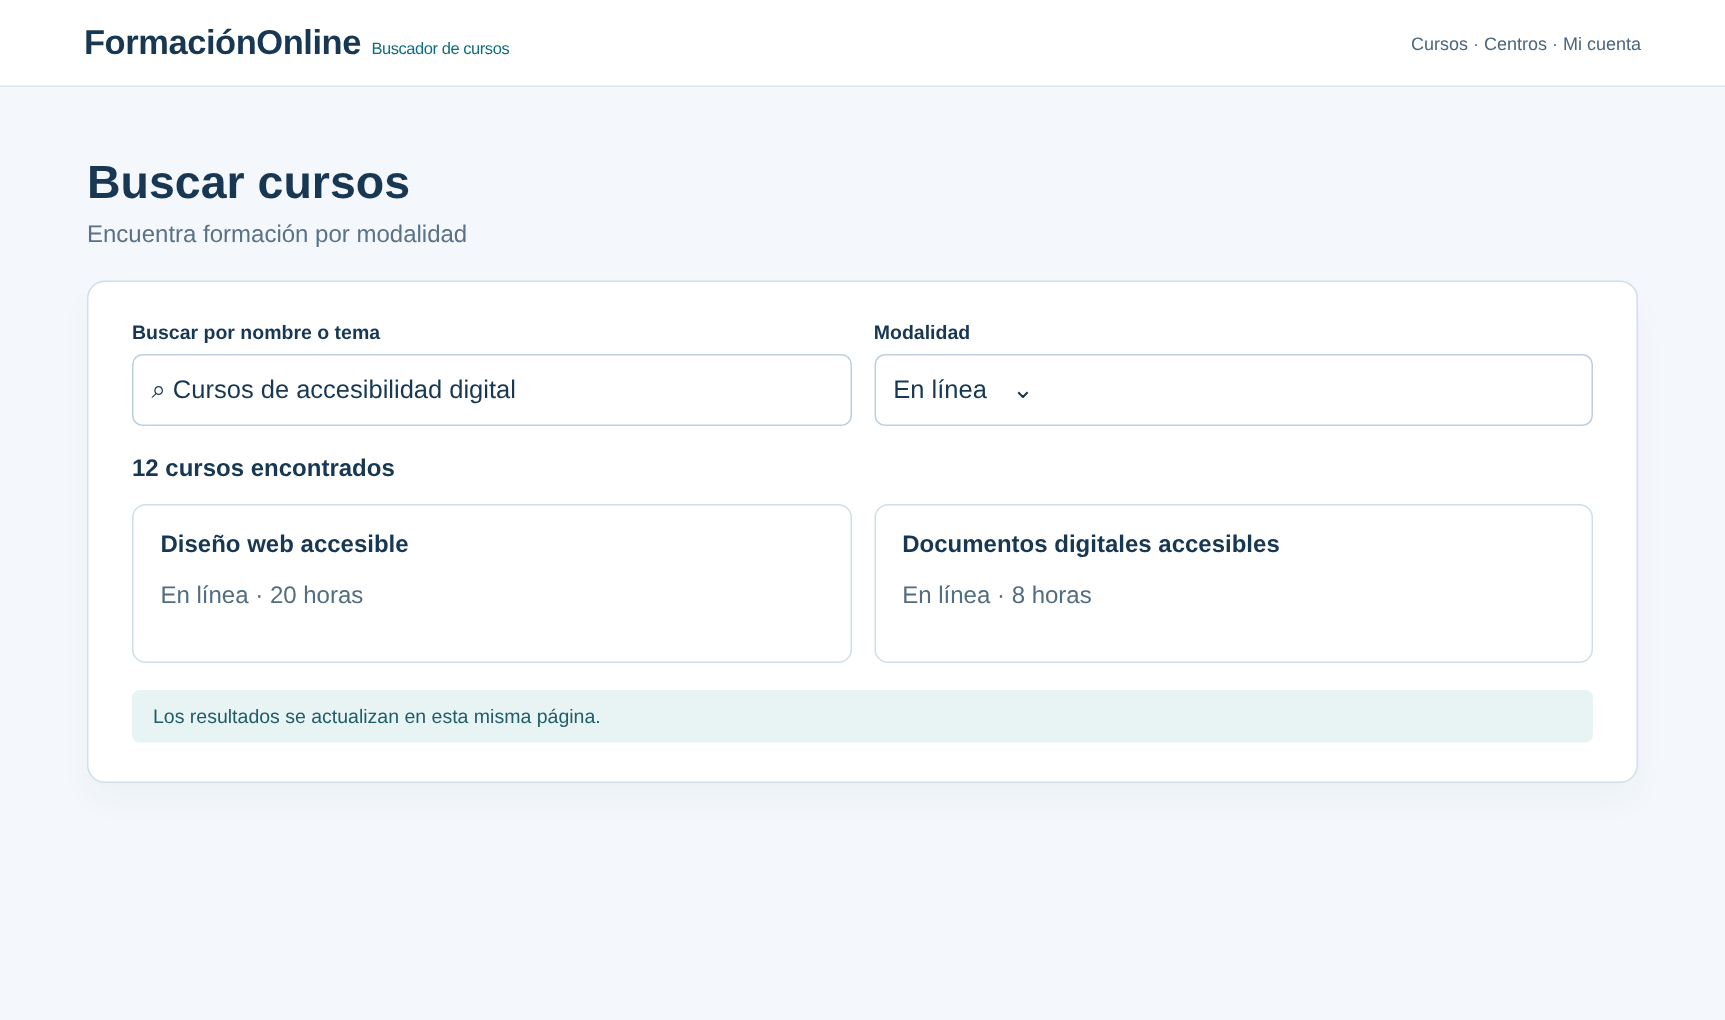 FormaciónOnline Buscador de cursos
Cursos · Centros · Mi cuenta
Buscar cursos
Encuentra formación por modalidad
Buscar por nombre o tema
Modalidad
⌕ Cursos de accesibilidad digital
En línea ⌄
12 cursos encontrados
Diseño web accesible
En línea · 20 horas
Documentos digitales accesibles
En línea · 8 horas
Los resultados se actualizan en esta misma página.